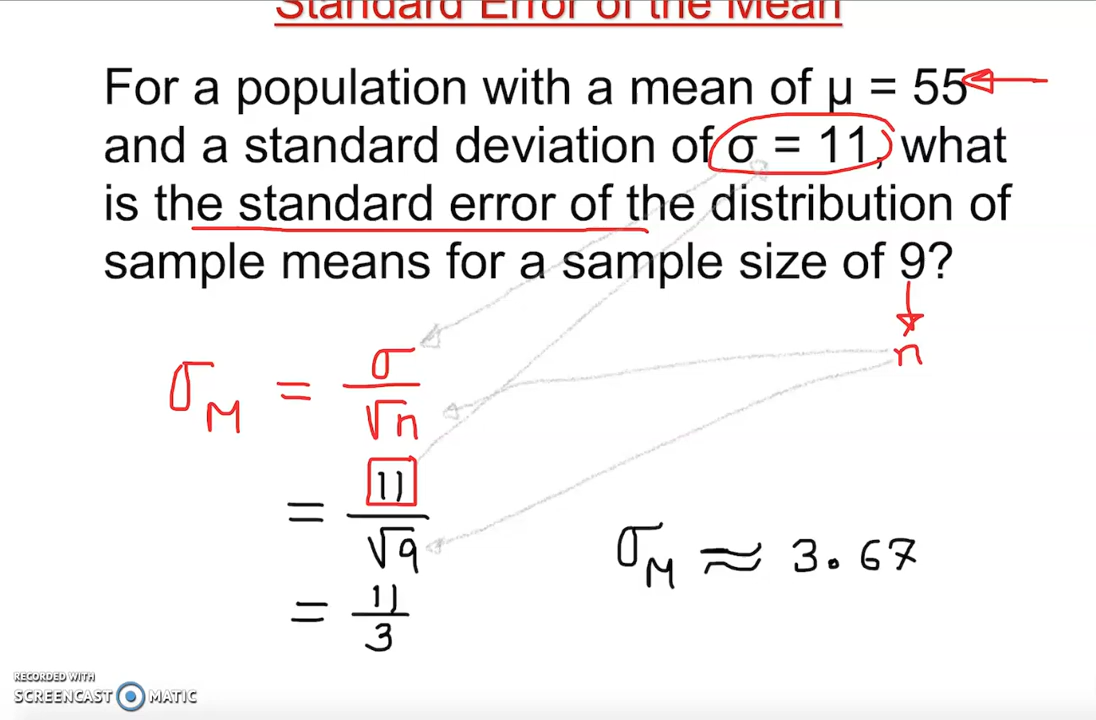 Standard Error of the Mean
For a population with a mean of μ = 55
and a standard deviation of σ = 11, what
is the standard error of the distribution of
sample means for a sample size of 9?
n
σM = σ/√n
= 11/√9
= 11/3
σM ≈ 3.67
RECORDED WITH
SCREENCAST MATIC